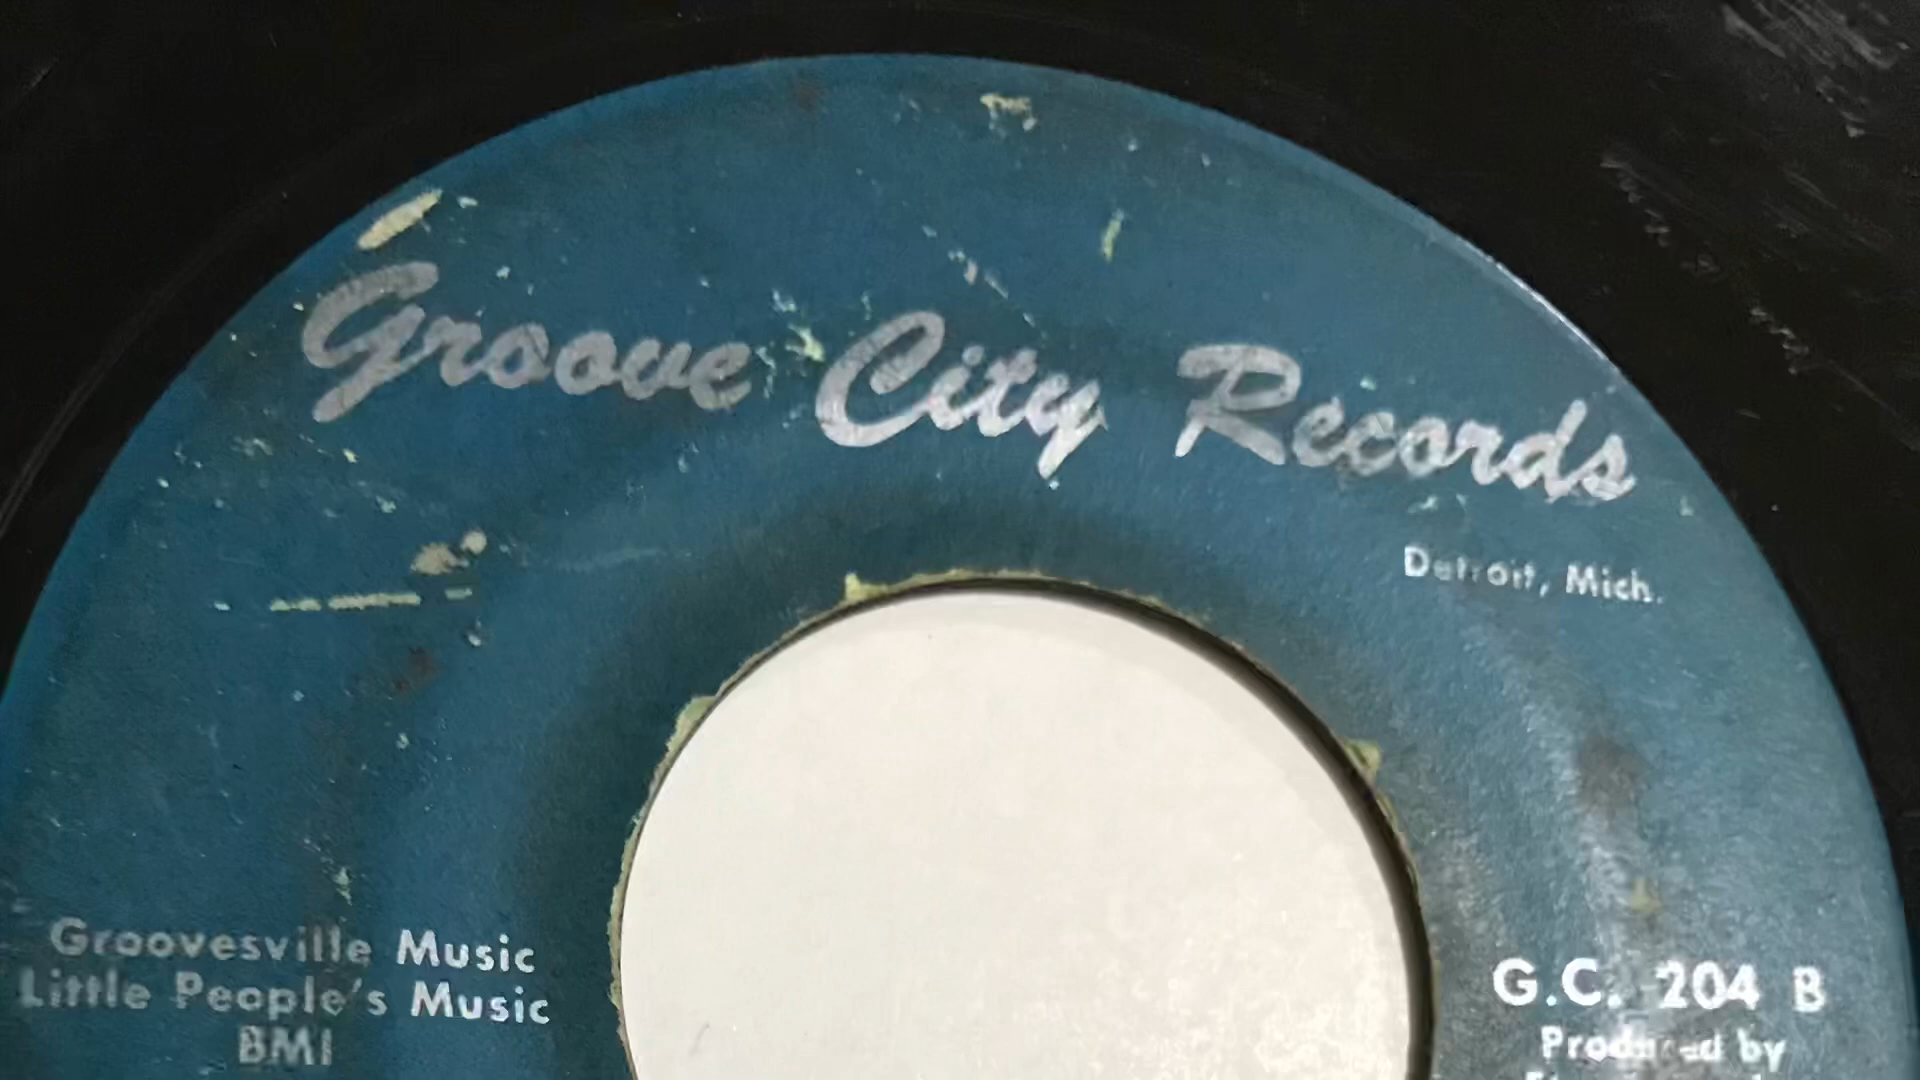 Groove City Records
Detroit, Mich.
Groovesville Music
Little People's Music
BMI
G.C. 204 B
Produced by